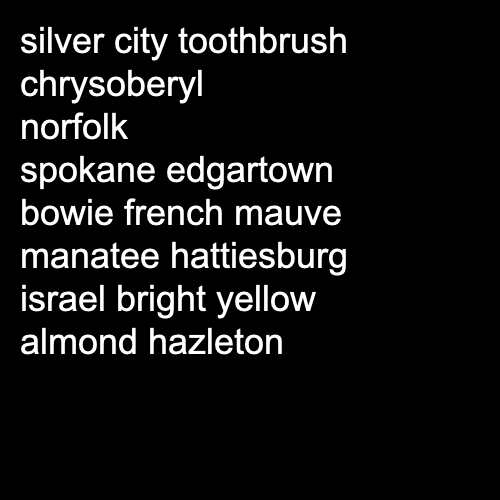 silver city toothbrush
chrysoberyl
norfolk
spokane edgartown
bowie french mauve
manatee hattiesburg
israel bright yellow
almond hazleton